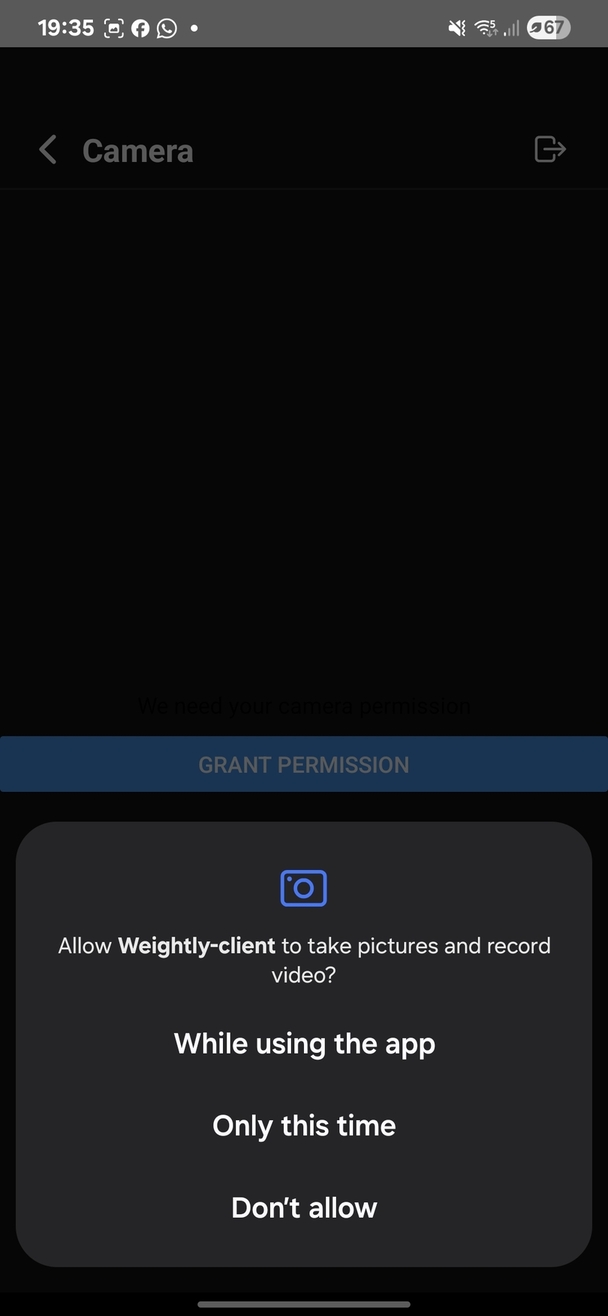 19:35
5
67
Camera
We need your camera permission
GRANT PERMISSION
Allow Weightly-client to take pictures and record
video?
While using the app
Only this time
Don't allow